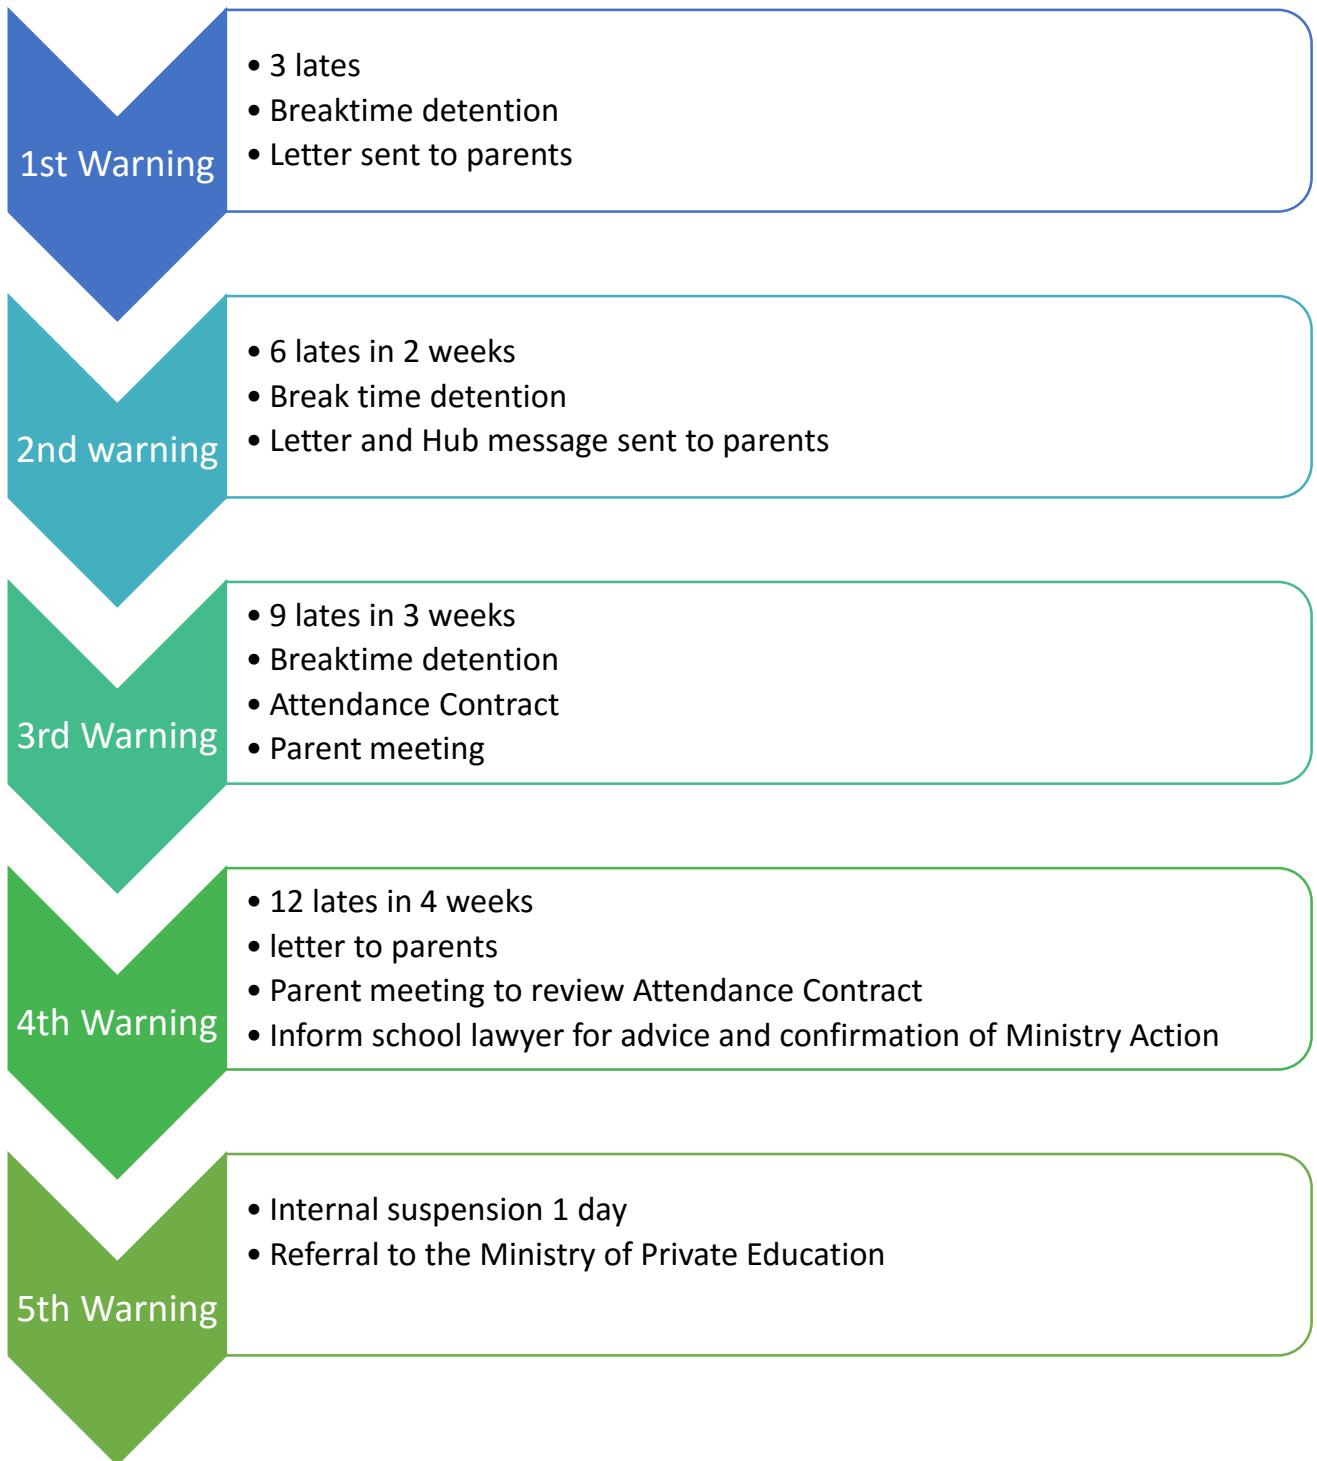 1st Warning
• 3 lates
• Breaktime detention
• Letter sent to parents
2nd warning
• 6 lates in 2 weeks
• Break time detention
• Letter and Hub message sent to parents
3rd Warning
• 9 lates in 3 weeks
• Breaktime detention
• Attendance Contract
• Parent meeting
4th Warning
• 12 lates in 4 weeks
• letter to parents
• Parent meeting to review Attendance Contract
• Inform school lawyer for advice and confirmation of Ministry Action
5th Warning
• Internal suspension 1 day
• Referral to the Ministry of Private Education